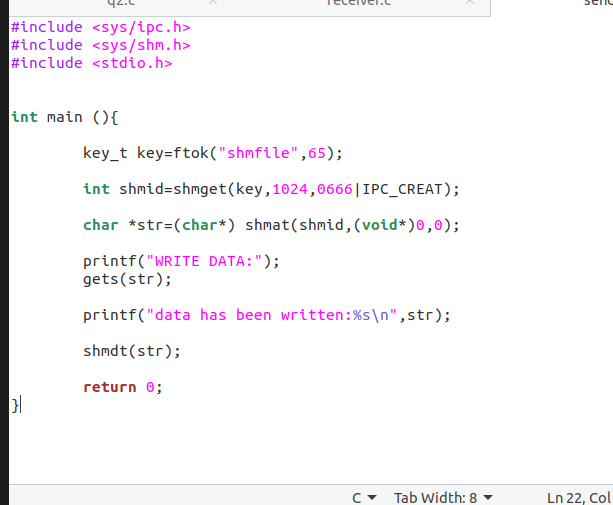 q2.c × receiver.c ×
#include <sys/ipc.h>
#include <sys/shm.h>
#include <stdio.h>
int main (){
key_t key=ftok("shmfile",65);
int shmid=shmget(key,1024,0666|IPC_CREAT);
char *str=(char*) shmat(shmid,(void*)0,0);
printf("WRITE DATA:");
gets(str);
printf("data has been written:%s\n",str);
shmdt(str);
return 0;
}
C Tab Width: 8 Ln 22, Col